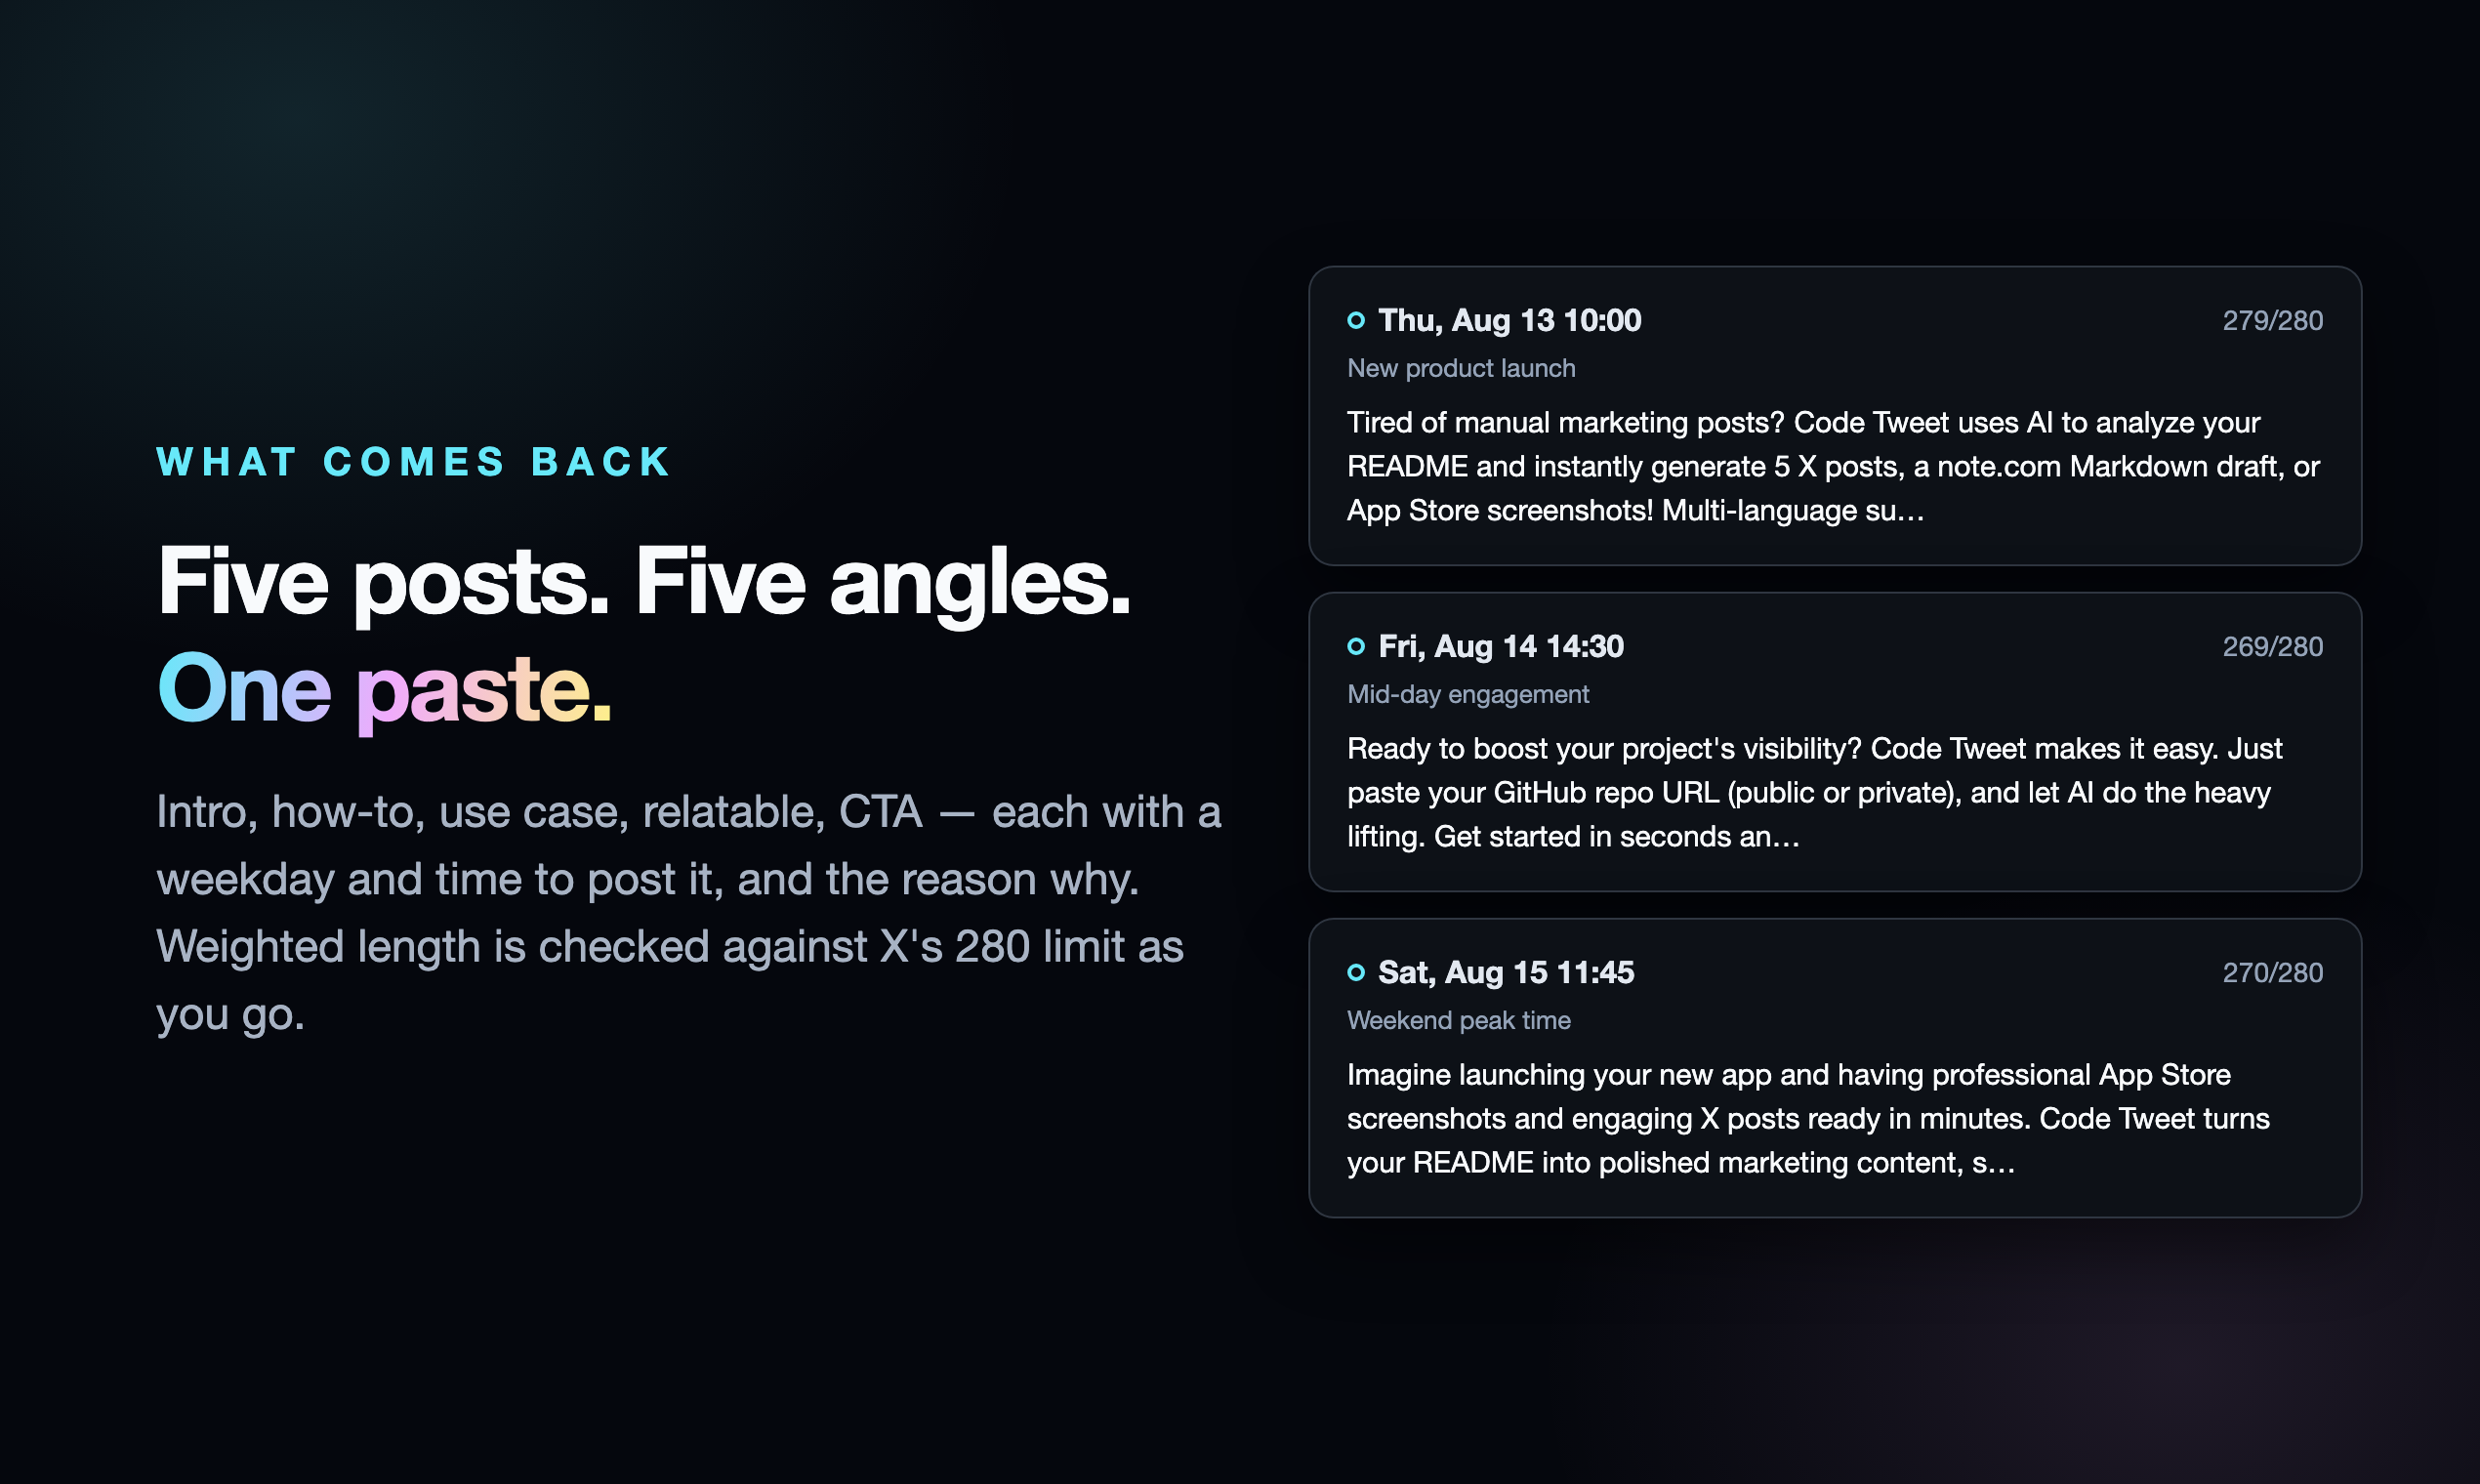 WHAT COMES BACK
Five posts. Five angles.
One paste.
Intro, how-to, use case, relatable, CTA — each with a
weekday and time to post it, and the reason why.
Weighted length is checked against X's 280 limit as
you go.
Thu, Aug 13 10:00
279/280
New product launch
Tired of manual marketing posts? Code Tweet uses AI to analyze your
README and instantly generate 5 X posts, a note.com Markdown draft, or
App Store screenshots! Multi-language su…
Fri, Aug 14 14:30
269/280
Mid-day engagement
Ready to boost your project's visibility? Code Tweet makes it easy. Just
paste your GitHub repo URL (public or private), and let AI do the heavy
lifting. Get started in seconds an…
Sat, Aug 15 11:45
270/280
Weekend peak time
Imagine launching your new app and having professional App Store
screenshots and engaging X posts ready in minutes. Code Tweet turns
your README into polished marketing content, s…